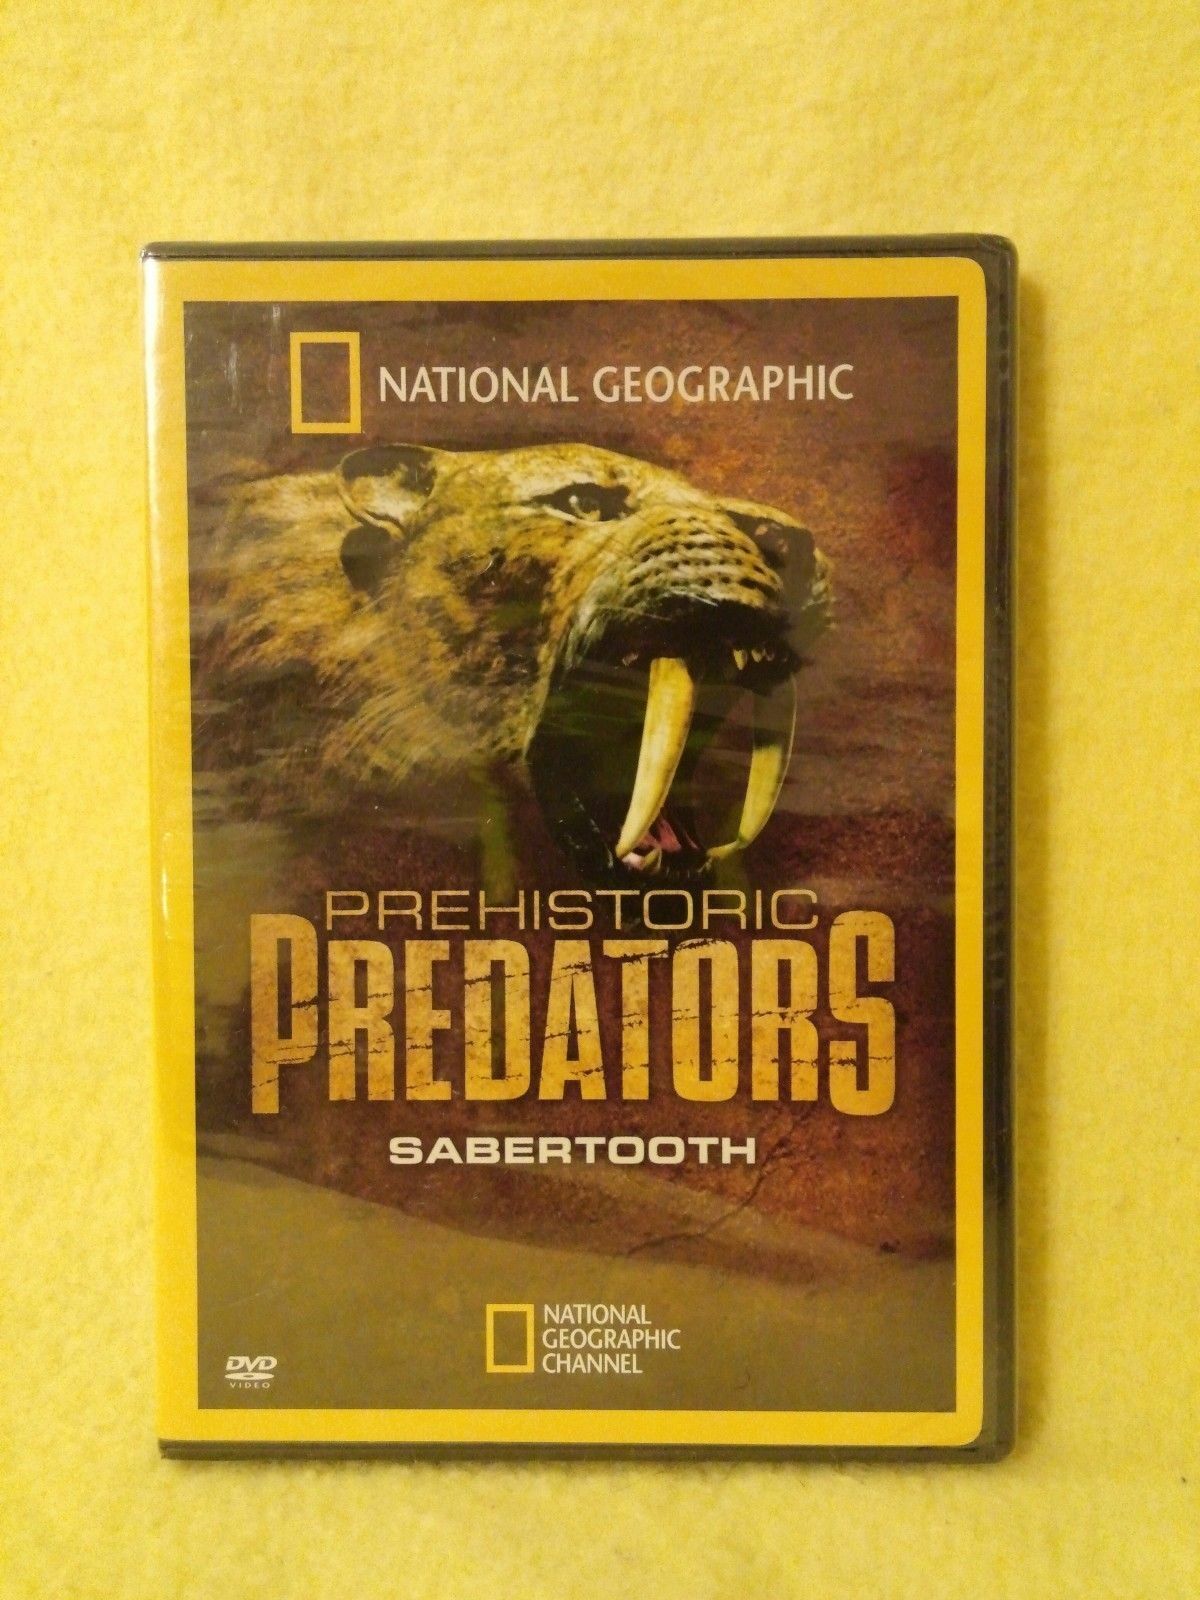 NATIONAL GEOGRAPHIC
PREHISTORIC
PREDATORS
SABERTOOTH
NATIONAL
GEOGRAPHIC
CHANNEL
DVD
VIDEO